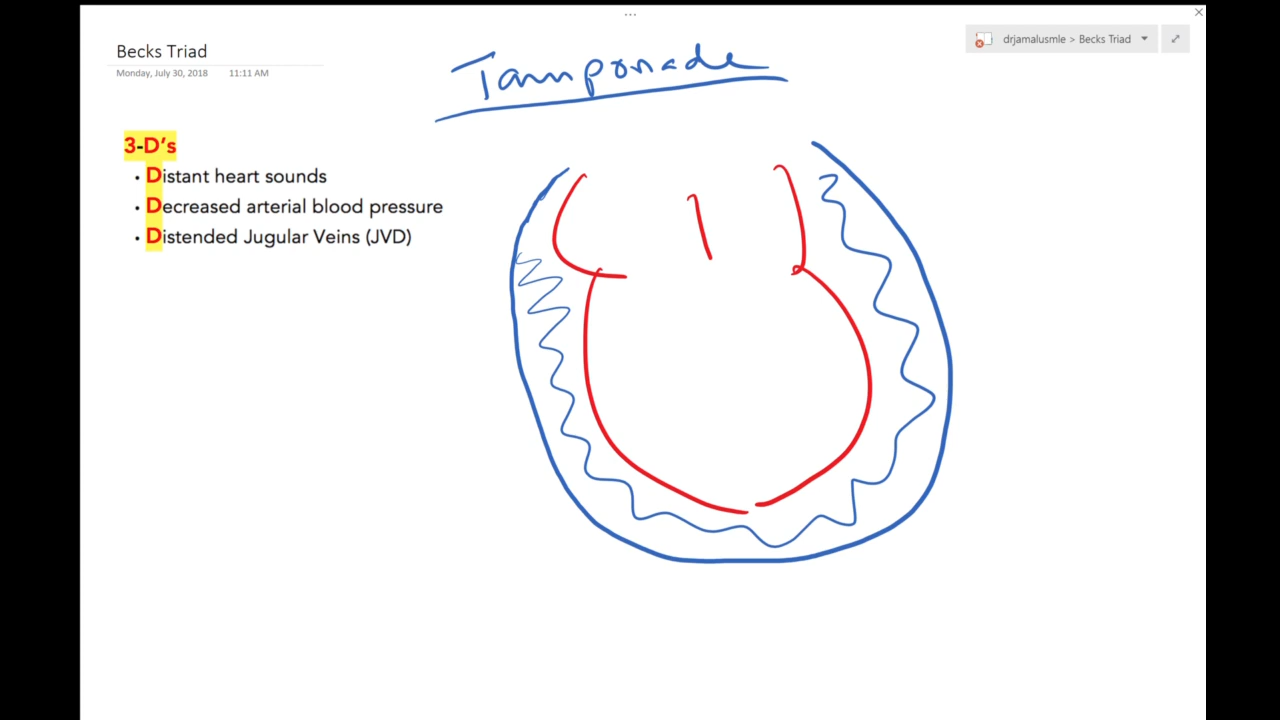 Becks Triad
Monday, July 30, 2018 11:11 AM
drjamalusmle > Becks Triad
Tamponade
3-D's
• Distant heart sounds
• Decreased arterial blood pressure
• Distended Jugular Veins (JVD)